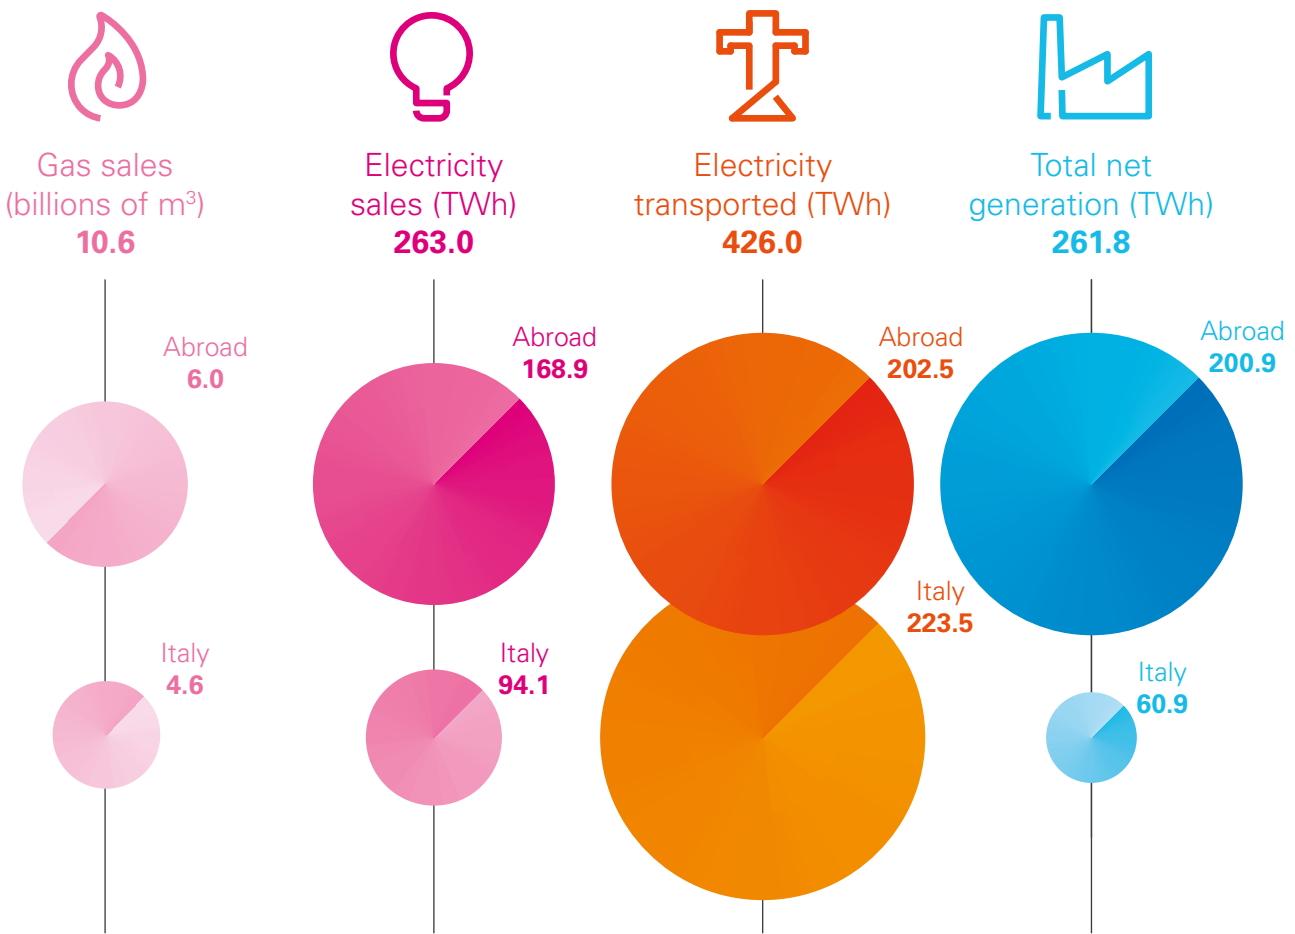 Gas sales
(billions of m³)
10.6
Electricity
sales (TWh)
263.0
Electricity
transported (TWh)
426.0
Total net
generation (TWh)
261.8
Abroad
6.0
Abroad
168.9
Abroad
202.5
Abroad
200.9
Italy
4.6
Italy
94.1
Italy
223.5
Italy
60.9